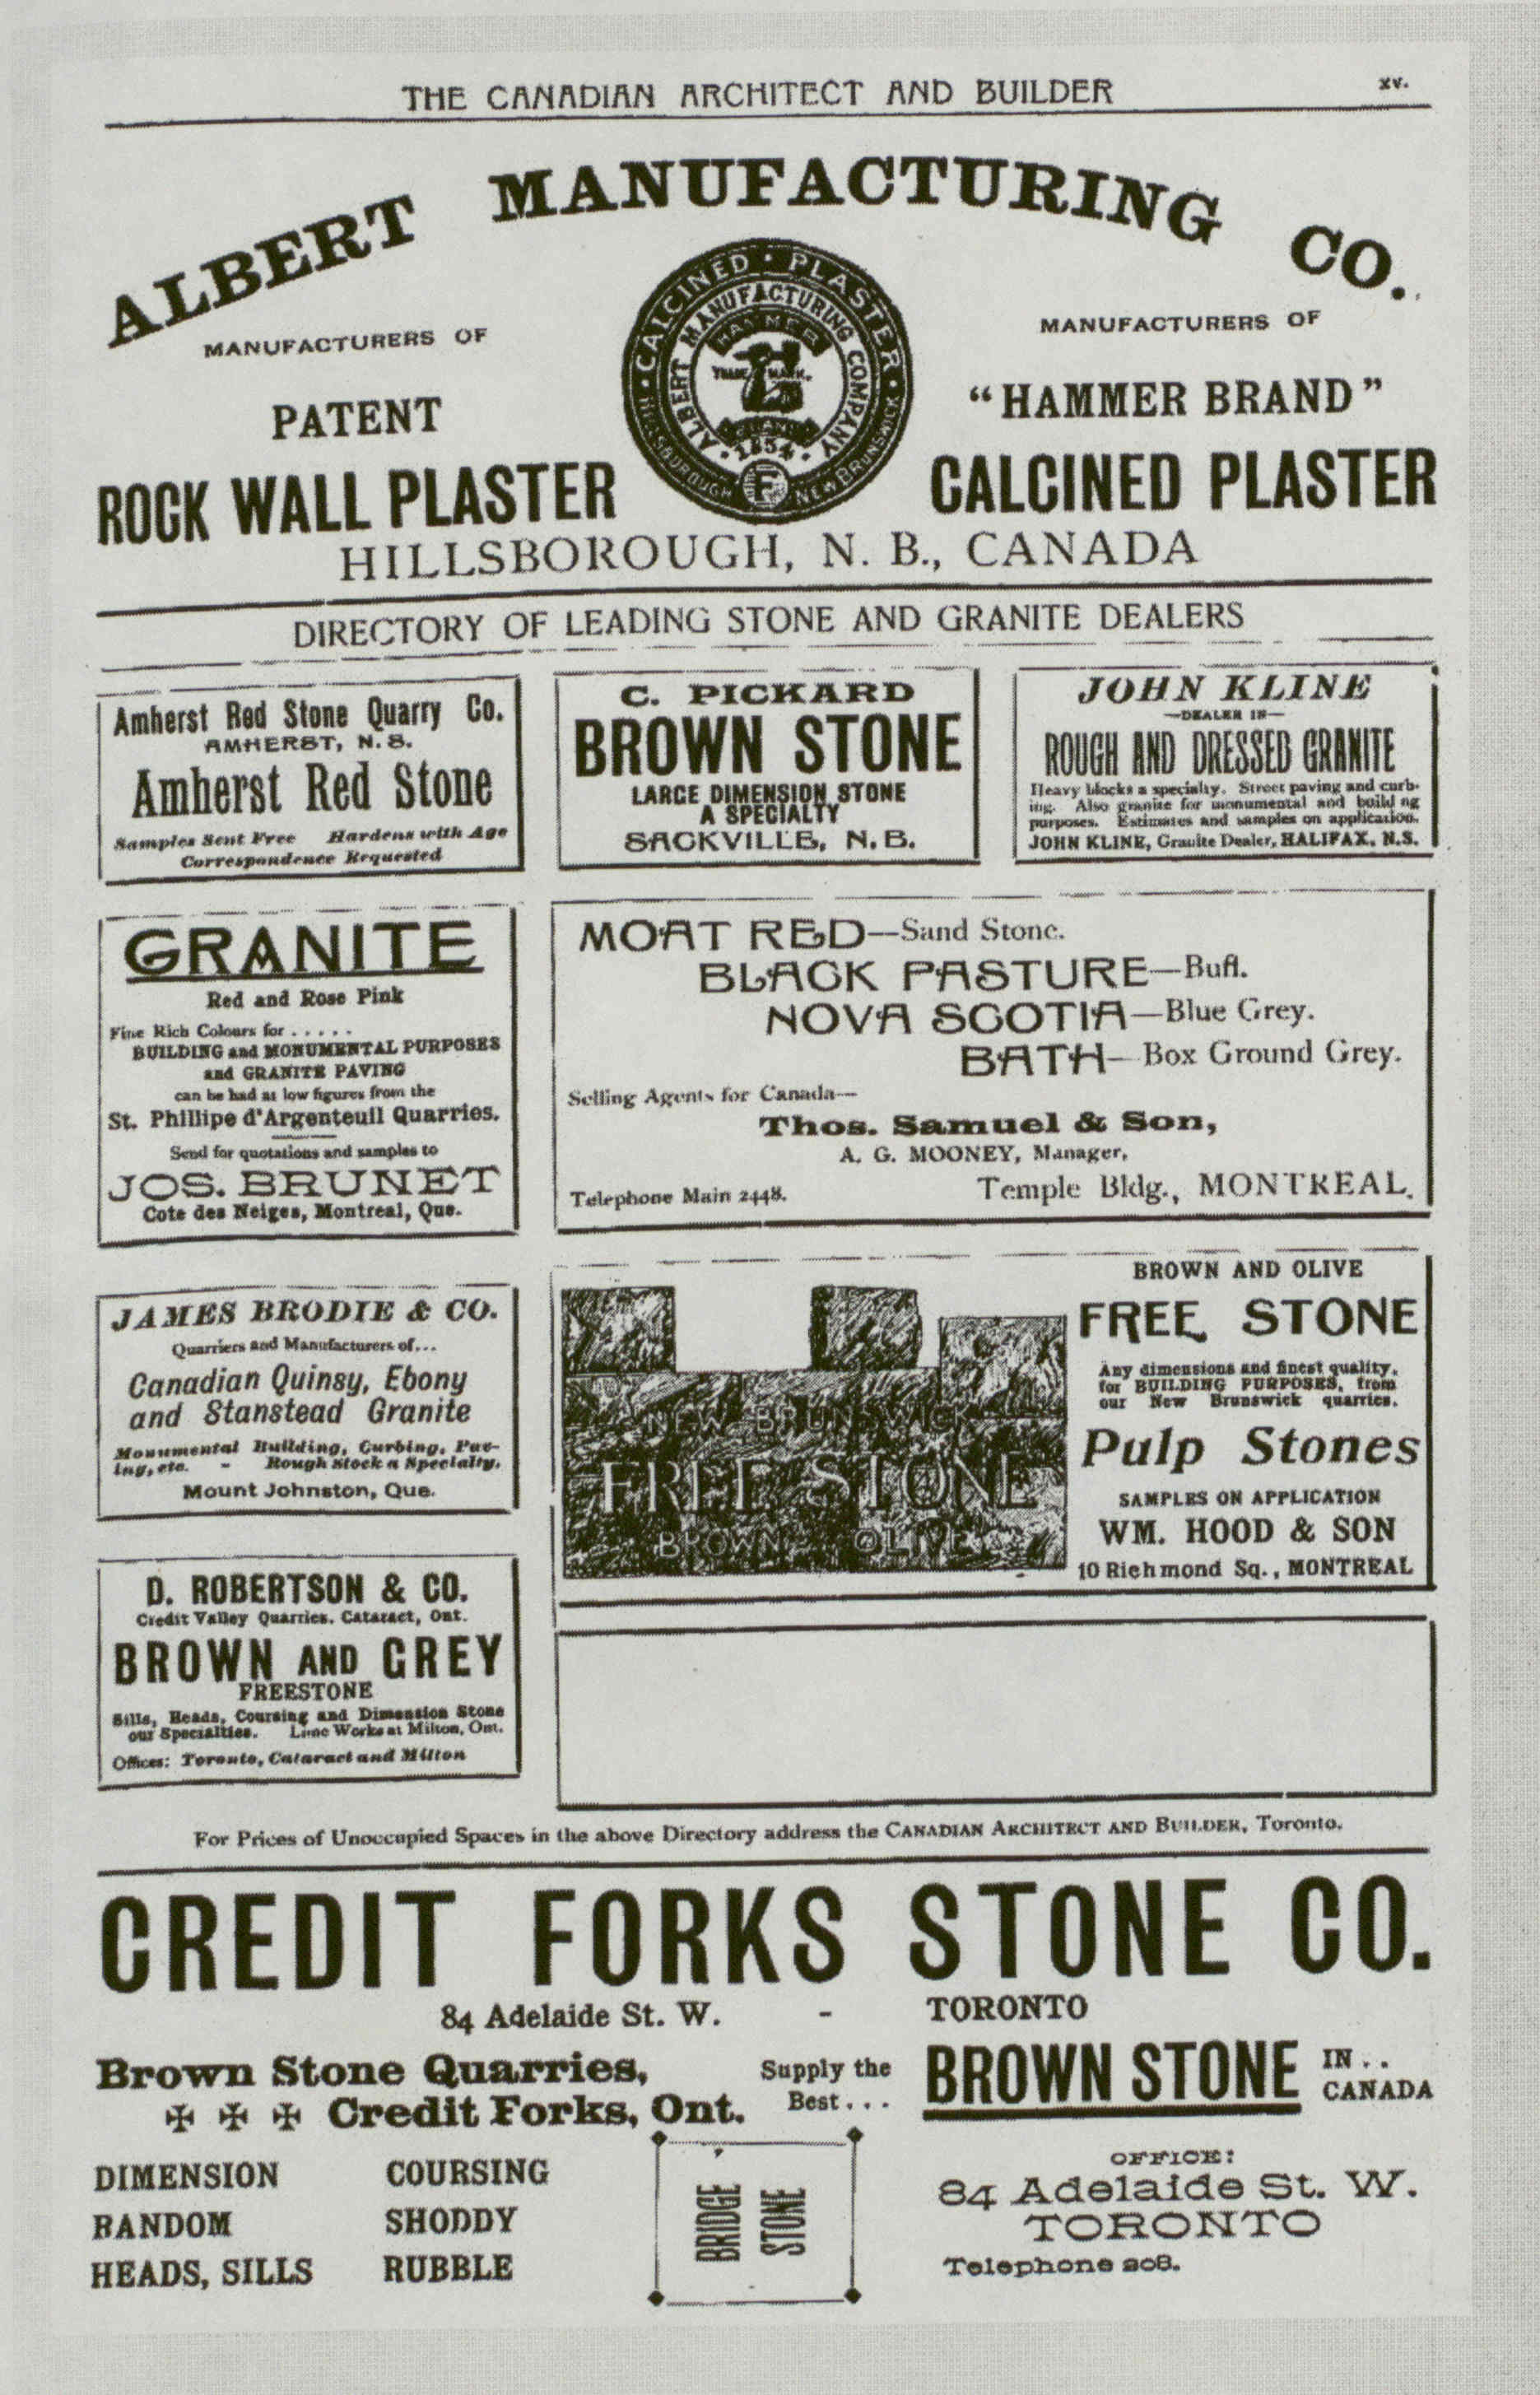 THE CANADIAN ARCHITECT AND BUILDER
xv.
ALBERT MANUFACTURING CO.
MANUFACTURERS OF
PATENT
ROCK WALL PLASTER
CALCINED · PLASTER
HILLSBOROUGH NEW BRUNSWICK
ALBERT MANUFACTURING COMPANY
HAMMER
TRADE MARK.
BRAND
1854
F
MANUFACTURERS OF
“HAMMER BRAND”
CALCINED PLASTER
HILLSBOROUGH, N. B., CANADA
DIRECTORY OF LEADING STONE AND GRANITE DEALERS
Amherst Red Stone Quarry Co.
AMHERST, N. S.
Amherst Red Stone
Samples Sent Free Hardens with Age
Correspondence Requested
C. PICKARD
BROWN STONE
LARGE DIMENSION STONE
A SPECIALTY
SACKVILLE, N. B.
JOHN KLINE
—DEALER IN—
ROUGH AND DRESSED GRANITE
Heavy blocks a specialty. Street paving and curb-
ing. Also granite for monumental and build ng
purposes. Estimates and samples on application.
JOHN KLINE, Granite Dealer, HALIFAX, N.S.
GRANITE
Red and Rose Pink
Fine Rich Colours for . . . . .
BUILDING and MONUMENTAL PURPOSES
and GRANITE PAVING
can be had at low figures from the
St. Phillipe d'Argenteuil Quarries.
Send for quotations and samples to
JOS. BRUNET
Cote des Neiges, Montreal, Que.
MOAT RED—Sand Stone.
BLACK PASTURE—Buff.
NOVA SCOTIA—Blue Grey.
BATH—Box Ground Grey.
Selling Agents for Canada—
Thos. Samuel & Son,
A. G. MOONEY, Manager,
Telephone Main 2448.
Temple Bldg., MONTREAL.
JAMES BRODIE & CO.
Quarriers and Manufacturers of...
Canadian Quinsy, Ebony
and Stanstead Granite
Monumental Building, Curbing, Pav-
ing, etc. - Rough Stock a Specialty.
Mount Johnston, Que.
NEW BRUNSWICK
FREE STONE
BROWN OLIVE
BROWN AND OLIVE
FREE STONE
Any dimensions and finest quality,
for BUILDING PURPOSES, from
our New Brunswick quarries.
Pulp Stones
SAMPLES ON APPLICATION
WM. HOOD & SON
10 Richmond Sq., MONTREAL
D. ROBERTSON & CO.
Credit Valley Quarries, Cataract, Ont.
BROWN AND GREY
FREESTONE
Sills, Heads, Coursing and Dimension Stone
our Specialties. Lime Works at Milton, Ont.
Offices: Toronto, Cataract and Milton
For Prices of Unoccupied Spaces in the above Directory address the CANADIAN ARCHITECT AND BUILDER, Toronto.
CREDIT FORKS STONE CO.
84 Adelaide St. W. - TORONTO
Brown Stone Quarries,
✠ ✠ ✠ Credit Forks, Ont.
Supply the
Best . . .
BROWN STONE
IN . .
CANADA
DIMENSION COURSING
RANDOM SHODDY
HEADS, SILLS RUBBLE
BRIDGE
STONE
OFFICE:
84 Adelaide St. W.
TORONTO
Telephone 208.